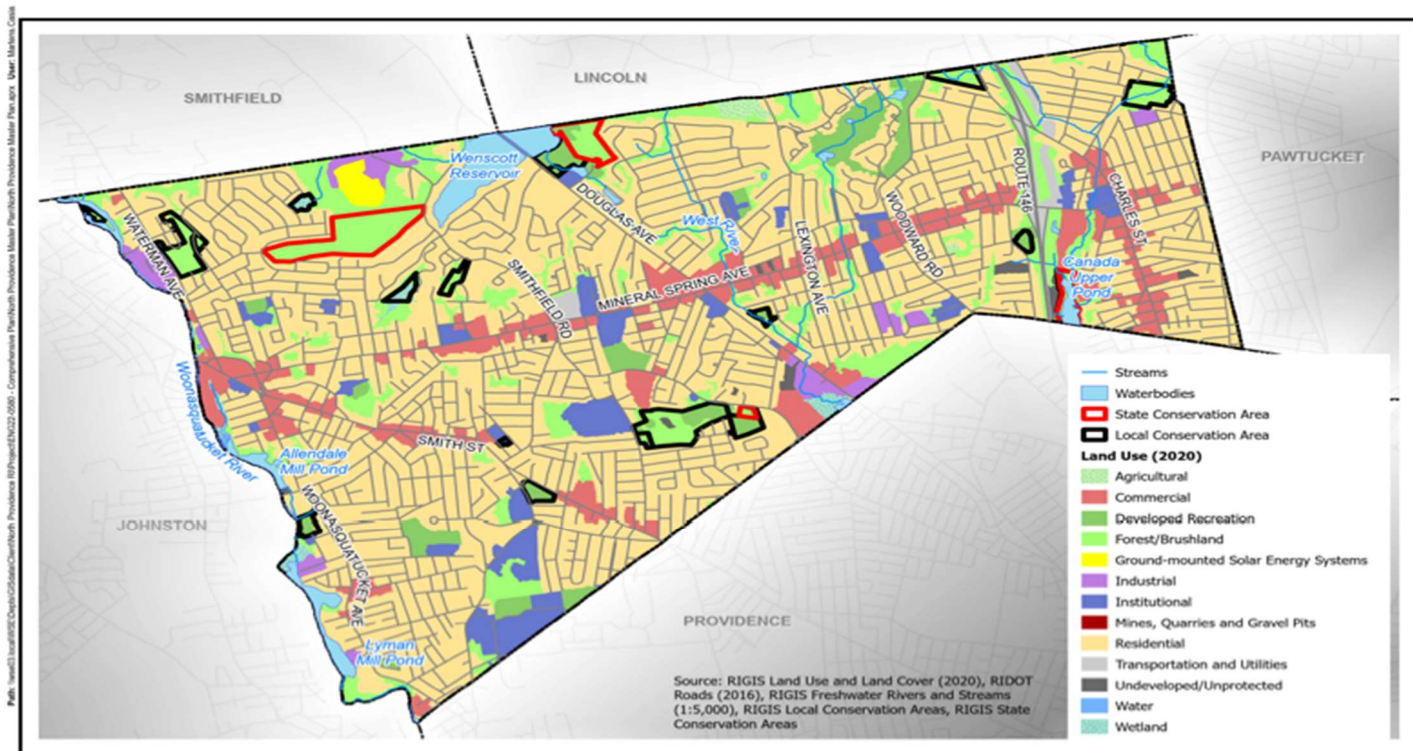 SMITHFIELD
LINCOLN
PAWTUCKET
Wenscott
Reservoir
DOUGLAS AVE
West River
LEXINGTON AVE
WOODWARD RD
ROUTE 146
CHARLES ST
Canada
Upper
Pond
WATERMAN AVE
SMITHFIELD RD
MINERAL SPRING AVE
Woonasquatucket River
SMITH ST
Allendale
Mill Pond
WOONASQUATUCKET AVE
JOHNSTON
Lyman
Mill Pond
PROVIDENCE
Source: RIGIS Land Use and Land Cover (2020), RIDOT
Roads (2016), RIGIS Freshwater Rivers and Streams
(1:5,000), RIGIS Local Conservation Areas, RIGIS State
Conservation Areas
Streams
Waterbodies
State Conservation Area
Local Conservation Area
Land Use (2020)
Agricultural
Commercial
Developed Recreation
Forest/Brushland
Ground-mounted Solar Energy Systems
Industrial
Institutional
Mines, Quarries and Gravel Pits
Residential
Transportation and Utilities
Undeveloped/Unprotected
Water
Wetland